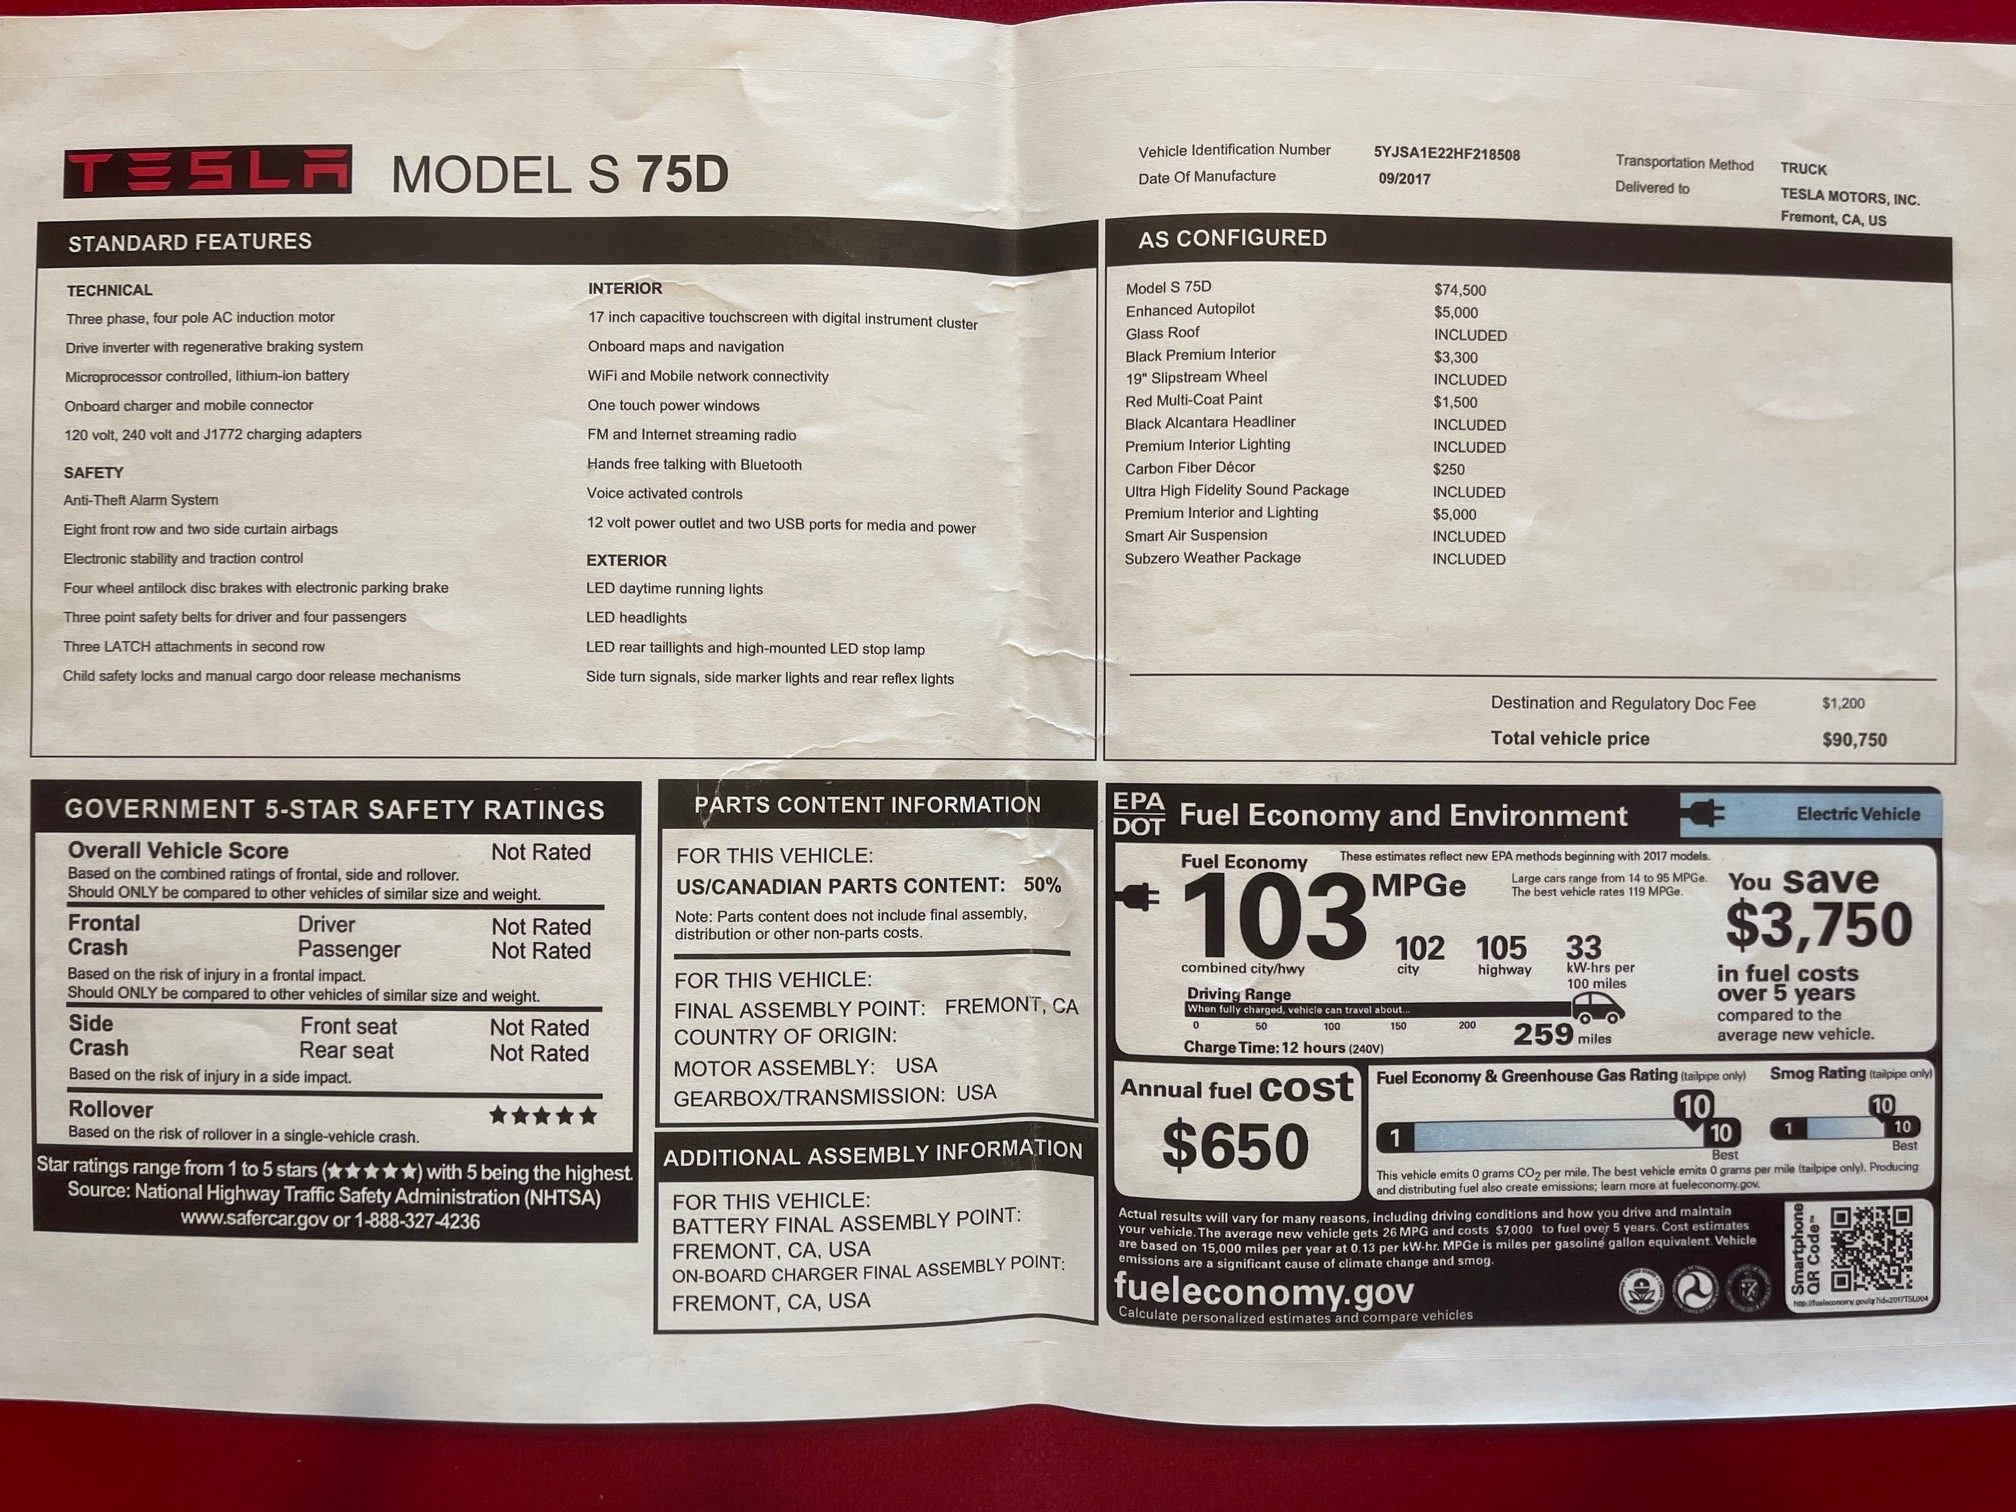 TESLA MODEL S 75D
Vehicle Identification Number 5YJSA1E22HF218508
Date Of Manufacture 09/2017
Transportation Method TRUCK
Delivered to TESLA MOTORS, INC.
Fremont, CA, US
STANDARD FEATURES
TECHNICAL
Three phase, four pole AC induction motor
Drive inverter with regenerative braking system
Microprocessor controlled, lithium-ion battery
Onboard charger and mobile connector
120 volt, 240 volt and J1772 charging adapters
SAFETY
Anti-Theft Alarm System
Eight front row and two side curtain airbags
Electronic stability and traction control
Four wheel antilock disc brakes with electronic parking brake
Three point safety belts for driver and four passengers
Three LATCH attachments in second row
Child safety locks and manual cargo door release mechanisms
INTERIOR
17 inch capacitive touchscreen with digital instrument cluster
Onboard maps and navigation
WiFi and Mobile network connectivity
One touch power windows
FM and Internet streaming radio
Hands free talking with Bluetooth
Voice activated controls
12 volt power outlet and two USB ports for media and power
EXTERIOR
LED daytime running lights
LED headlights
LED rear taillights and high-mounted LED stop lamp
Side turn signals, side marker lights and rear reflex lights
AS CONFIGURED
Model S 75D $74,500
Enhanced Autopilot $5,000
Glass Roof INCLUDED
Black Premium Interior $3,300
19" Slipstream Wheel INCLUDED
Red Multi-Coat Paint $1,500
Black Alcantara Headliner INCLUDED
Premium Interior Lighting INCLUDED
Carbon Fiber Décor $250
Ultra High Fidelity Sound Package INCLUDED
Premium Interior and Lighting $5,000
Smart Air Suspension INCLUDED
Subzero Weather Package INCLUDED
Destination and Regulatory Doc Fee $1,200
Total vehicle price $90,750
GOVERNMENT 5-STAR SAFETY RATINGS
Overall Vehicle Score Not Rated
Based on the combined ratings of frontal, side and rollover.
Should ONLY be compared to other vehicles of similar size and weight.
Frontal Driver Not Rated
Crash Passenger Not Rated
Based on the risk of injury in a frontal impact.
Should ONLY be compared to other vehicles of similar size and weight.
Side Front seat Not Rated
Crash Rear seat Not Rated
Based on the risk of injury in a side impact.
Rollover ★★★★★
Based on the risk of rollover in a single-vehicle crash.
Star ratings range from 1 to 5 stars (★★★★★) with 5 being the highest.
Source: National Highway Traffic Safety Administration (NHTSA)
www.safercar.gov or 1-888-327-4236
PARTS CONTENT INFORMATION
FOR THIS VEHICLE:
US/CANADIAN PARTS CONTENT: 50%
Note: Parts content does not include final assembly,
distribution or other non-parts costs.
FOR THIS VEHICLE:
FINAL ASSEMBLY POINT: FREMONT, CA
COUNTRY OF ORIGIN:
MOTOR ASSEMBLY: USA
GEARBOX/TRANSMISSION: USA
ADDITIONAL ASSEMBLY INFORMATION
FOR THIS VEHICLE:
BATTERY FINAL ASSEMBLY POINT:
FREMONT, CA, USA
ON-BOARD CHARGER FINAL ASSEMBLY POINT:
FREMONT, CA, USA
EPA
DOT
Fuel Economy and Environment
Electric Vehicle
Fuel Economy
These estimates reflect new EPA methods beginning with 2017 models.
103 MPGe
Large cars range from 14 to 95 MPGe.
The best vehicle rates 119 MPGe.
combined city/hwy
102
city
105
highway
33
kW-hrs per
100 miles
Driving Range
When fully charged, vehicle can travel about...
0 50 100 150 200 259 miles
Charge Time: 12 hours (240V)
You save
$3,750
in fuel costs
over 5 years
compared to the
average new vehicle.
Annual fuel cost
$650
Fuel Economy & Greenhouse Gas Rating (tailpipe only)
10
1 10
Best
Smog Rating (tailpipe only)
10
1 10
Best
This vehicle emits 0 grams CO2 per mile. The best vehicle emits 0 grams per mile (tailpipe only). Producing
and distributing fuel also create emissions; learn more at fueleconomy.gov.
Actual results will vary for many reasons, including driving conditions and how you drive and maintain
your vehicle. The average new vehicle gets 26 MPG and costs $7,000 to fuel over 5 years. Cost estimates
are based on 15,000 miles per year at 0.13 per kW-hr. MPGe is miles per gasoline gallon equivalent. Vehicle
emissions are a significant cause of climate change and smog.
fueleconomy.gov
Calculate personalized estimates and compare vehicles
Smartphone
QR Code™